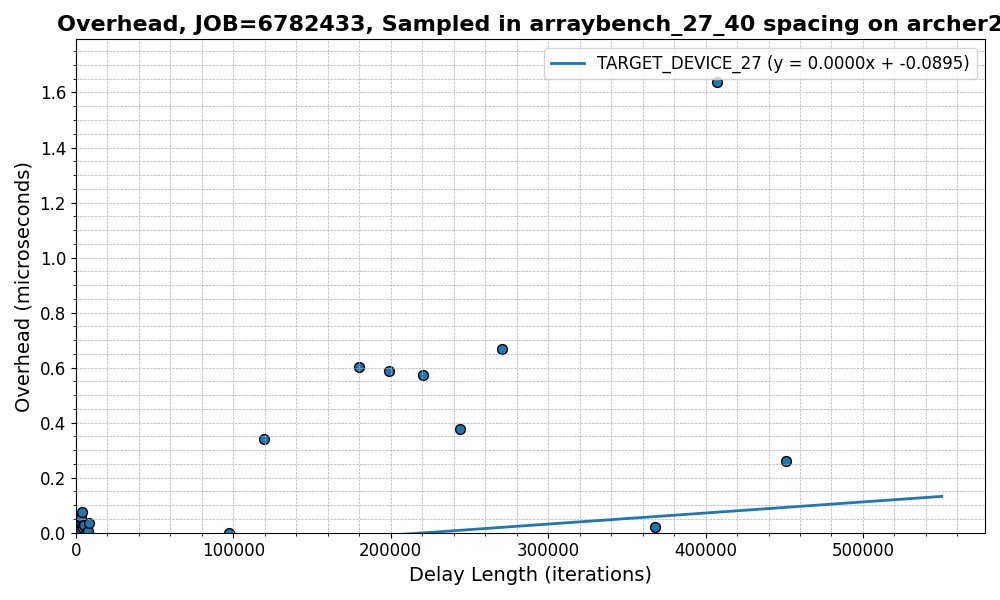 Overhead, JOB=6782433, Sampled in arraybench_27_40 spacing on archer2
TARGET_DEVICE_27 (y = 0.0000x + -0.0895)
Overhead (microseconds)
1.6
1.4
1.2
1.0
0.8
0.6
0.4
0.2
0.0
0 100000 200000 300000 400000 500000
Delay Length (iterations)